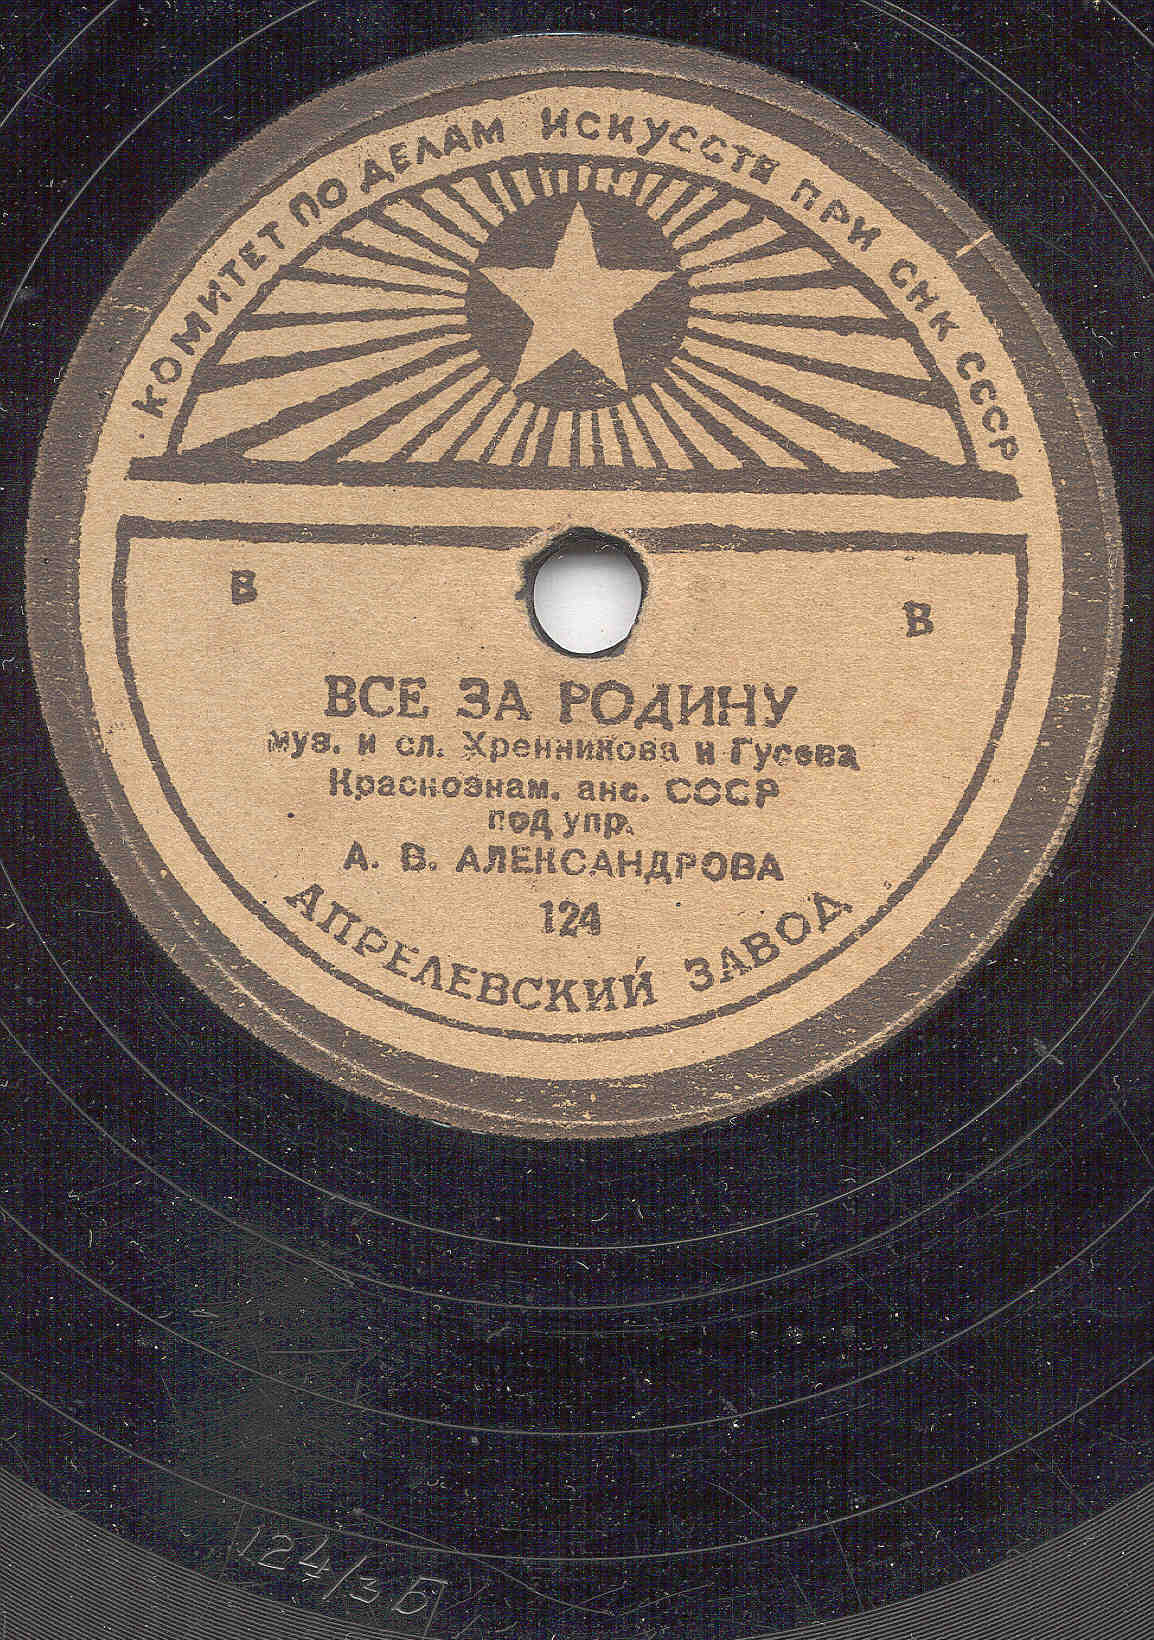 КОМИТЕТ ПО ДЕЛАМ ИСКУССТВ ПРИ СНК СССР
В В
ВСЕ ЗА РОДИНУ
муз. и сл. Хренникова и Гусева
Краснознам. анс. СССР
под упр.
А. В. АЛЕКСАНДРОВА
124
АПРЕЛЕВСКИЙ ЗАВОД
124/3Б